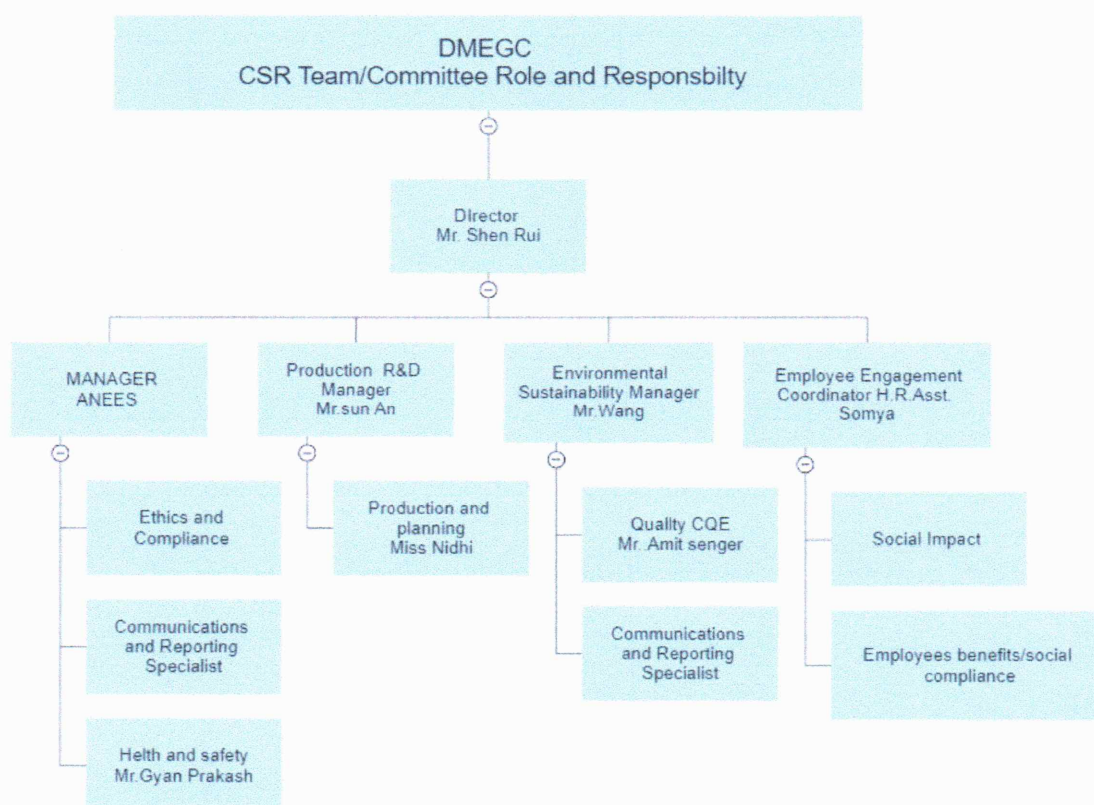 DMEGC
CSR Team/Committee Role and Responsbilty
DIrector
Mr. Shen Rui
MANAGER
ANEES
Production R&D
Manager
Mr.sun An
Environmental
Sustainability Manager
Mr.Wang
Employee Engagement
Coordinator H.R.Asst.
Somya
Ethics and
Compliance
Communications
and Reporting
Specialist
Helth and safety
Mr.Gyan Prakash
Production and
planning
Miss Nidhi
Quality CQE
Mr. Amit senger
Communications
and Reporting
Specialist
Social Impact
Employees benefits/social
compliance